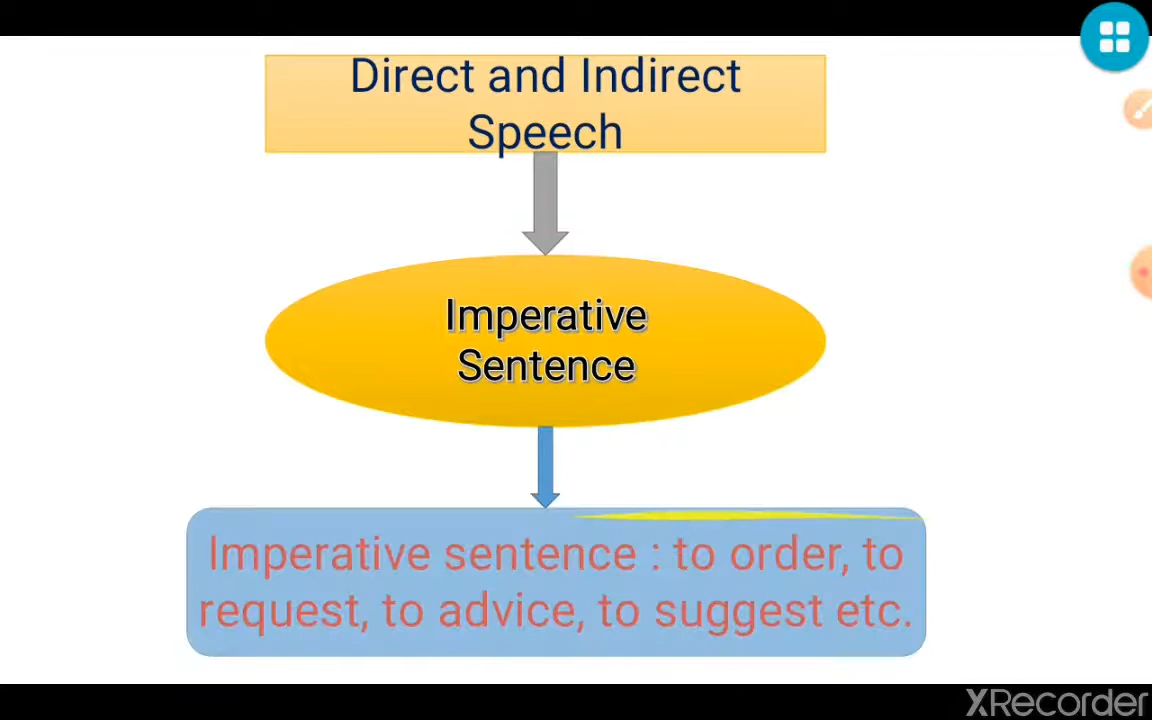 Direct and Indirect
Speech
Imperative
Sentence
Imperative sentence : to order, to
request, to advice, to suggest etc.
XRecorder